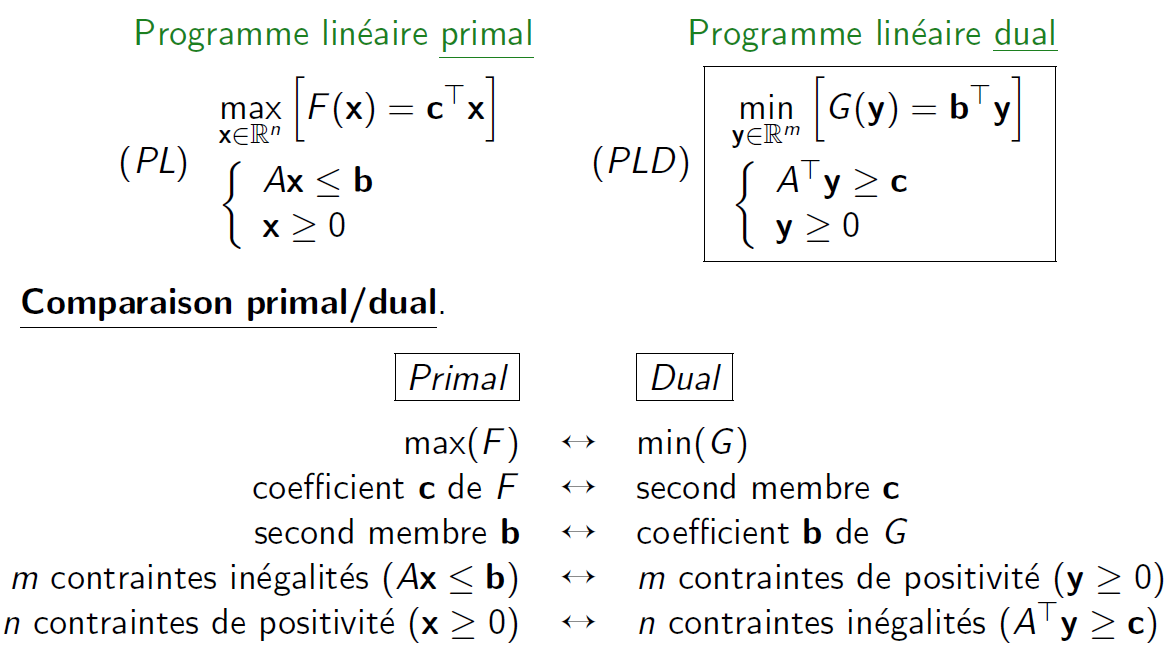 Programme linéaire primal
Programme linéaire dual
(PL) max x∈ℝⁿ [F(x) = c⊤x]
{ Ax ≤ b
x ≥ 0
(PLD) min y∈ℝᵐ [G(y) = b⊤y]
{ A⊤y ≥ c
y ≥ 0
Comparaison primal/dual.
Primal Dual
max(F) ↔ min(G)
coefficient c de F ↔ second membre c
second membre b ↔ coefficient b de G
m contraintes inégalités (Ax ≤ b) ↔ m contraintes de positivité (y ≥ 0)
n contraintes de positivité (x ≥ 0) ↔ n contraintes inégalités (A⊤y ≥ c)